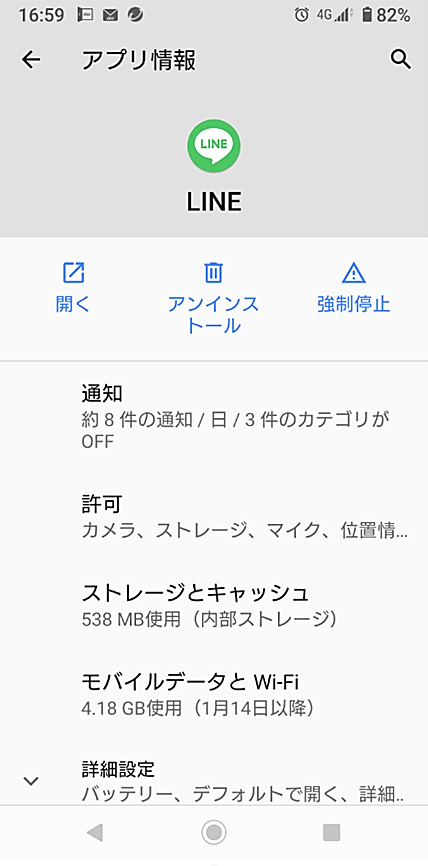 16:59 4G 82%
アプリ情報
LINE
LINE
開く アンインス 強制停止
トール
通知
約 8 件の通知 / 日 / 3 件のカテゴリが
OFF
許可
カメラ、ストレージ、マイク、位置情...
ストレージとキャッシュ
538 MB使用（内部ストレージ）
モバイルデータと Wi-Fi
4.18 GB使用（1月14日以降）
詳細設定
バッテリー、デフォルトで開く、詳細..